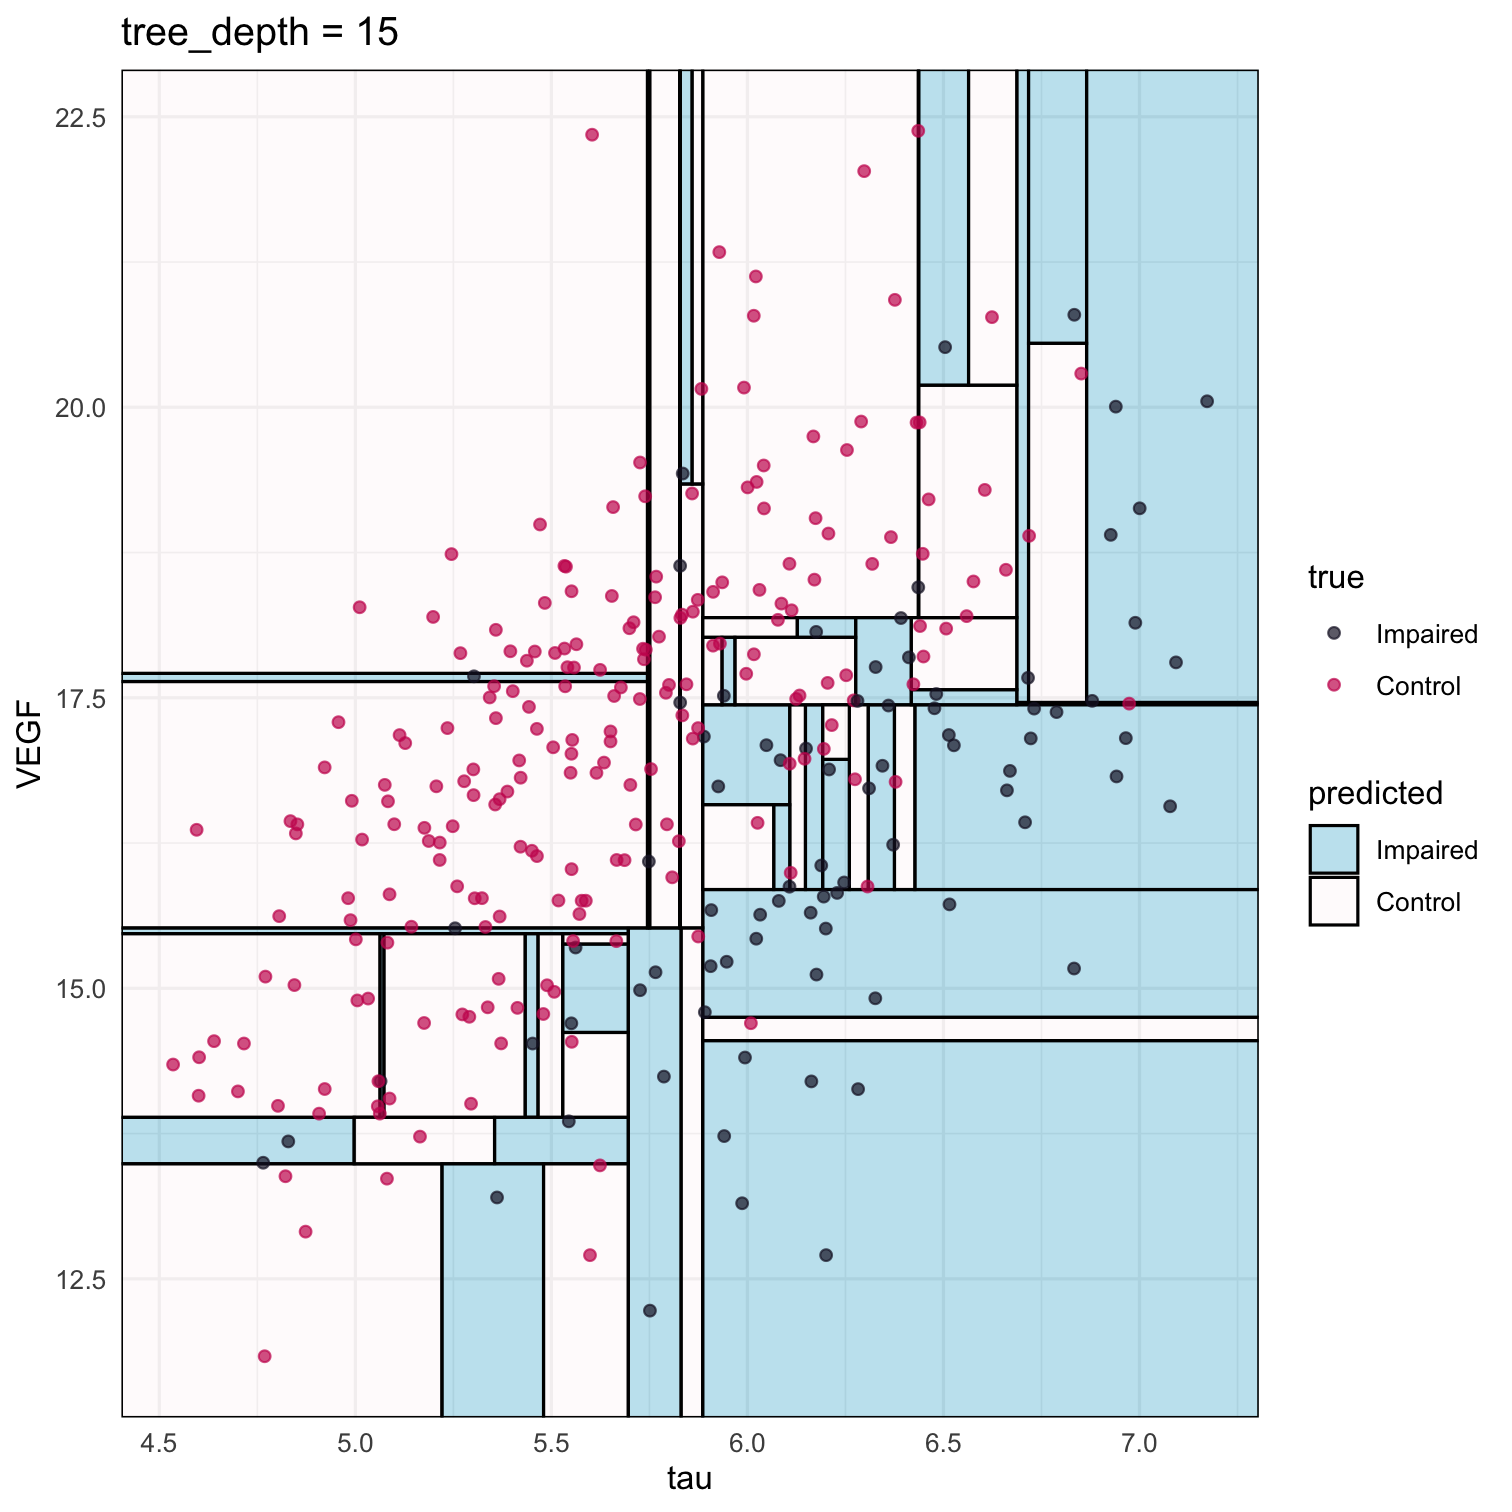 tree_depth = 15
22.5
20.0
17.5
15.0
12.5
VEGF
4.5
5.0
5.5
6.0
6.5
7.0
tau
true
Impaired
Control
predicted
Impaired
Control